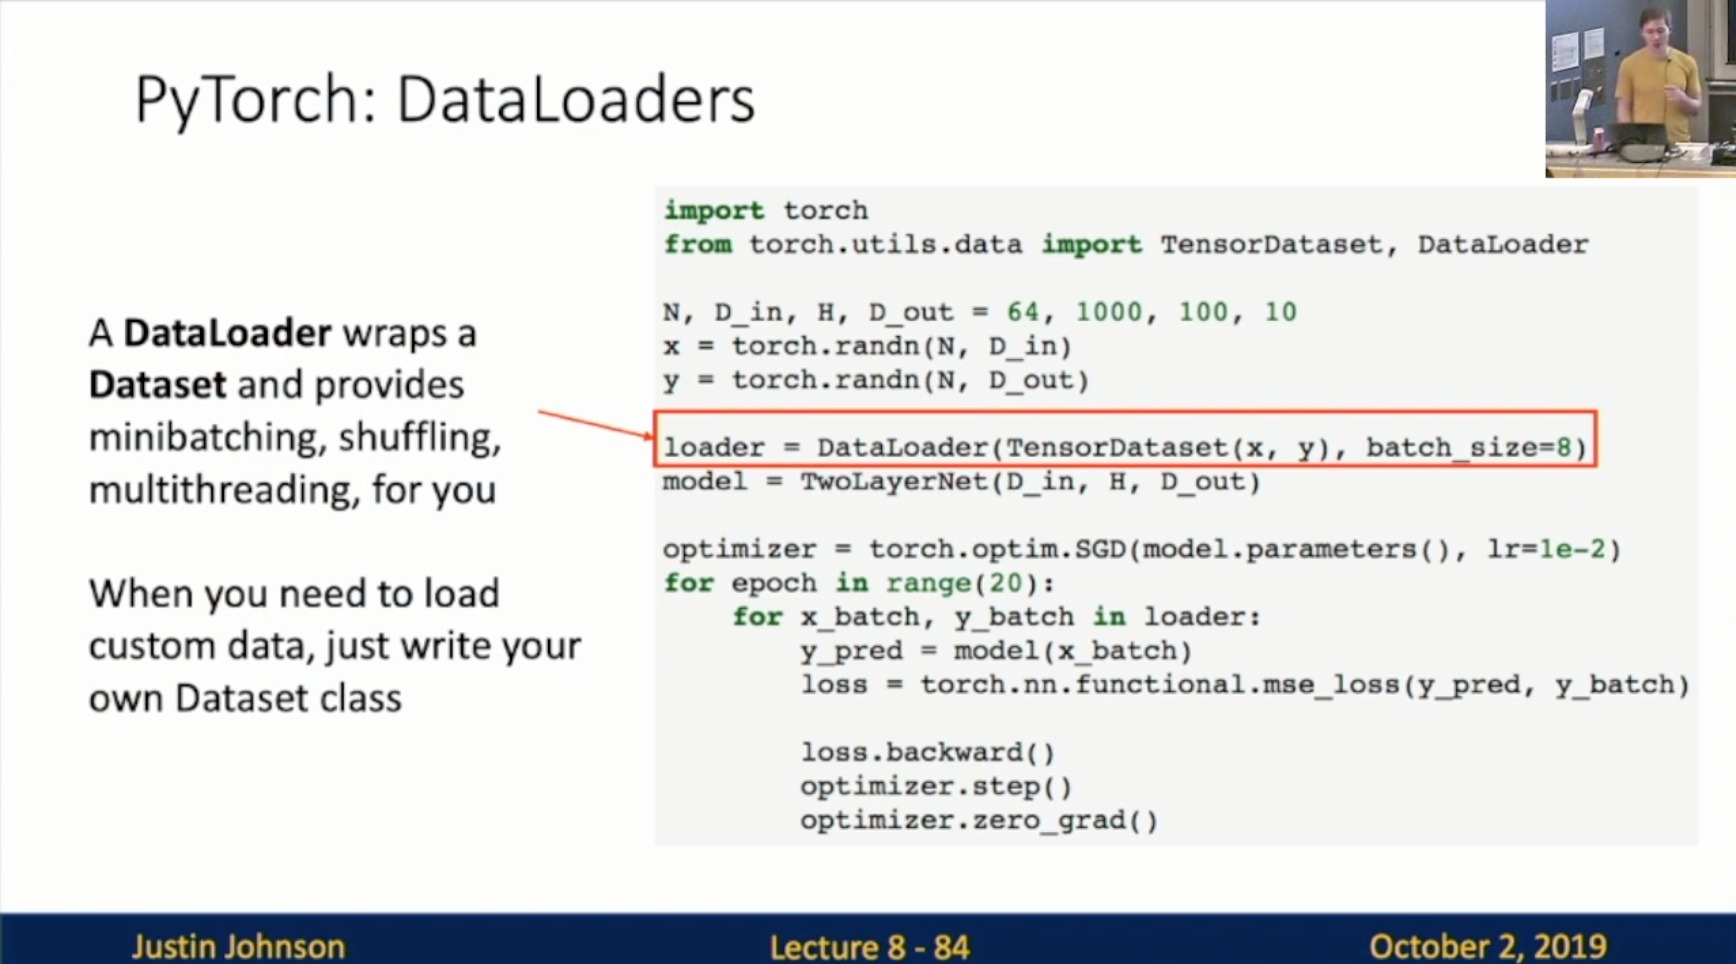 PyTorch: DataLoaders
A DataLoader wraps a
Dataset and provides
minibatching, shuffling,
multithreading, for you
When you need to load
custom data, just write your
own Dataset class
import torch
from torch.utils.data import TensorDataset, DataLoader
N, D_in, H, D_out = 64, 1000, 100, 10
x = torch.randn(N, D_in)
y = torch.randn(N, D_out)
loader = DataLoader(TensorDataset(x, y), batch_size=8)
model = TwoLayerNet(D_in, H, D_out)
optimizer = torch.optim.SGD(model.parameters(), lr=1e-2)
for epoch in range(20):
    for x_batch, y_batch in loader:
        y_pred = model(x_batch)
        loss = torch.nn.functional.mse_loss(y_pred, y_batch)
        loss.backward()
        optimizer.step()
        optimizer.zero_grad()
Justin Johnson
Lecture 8 - 84
October 2, 2019